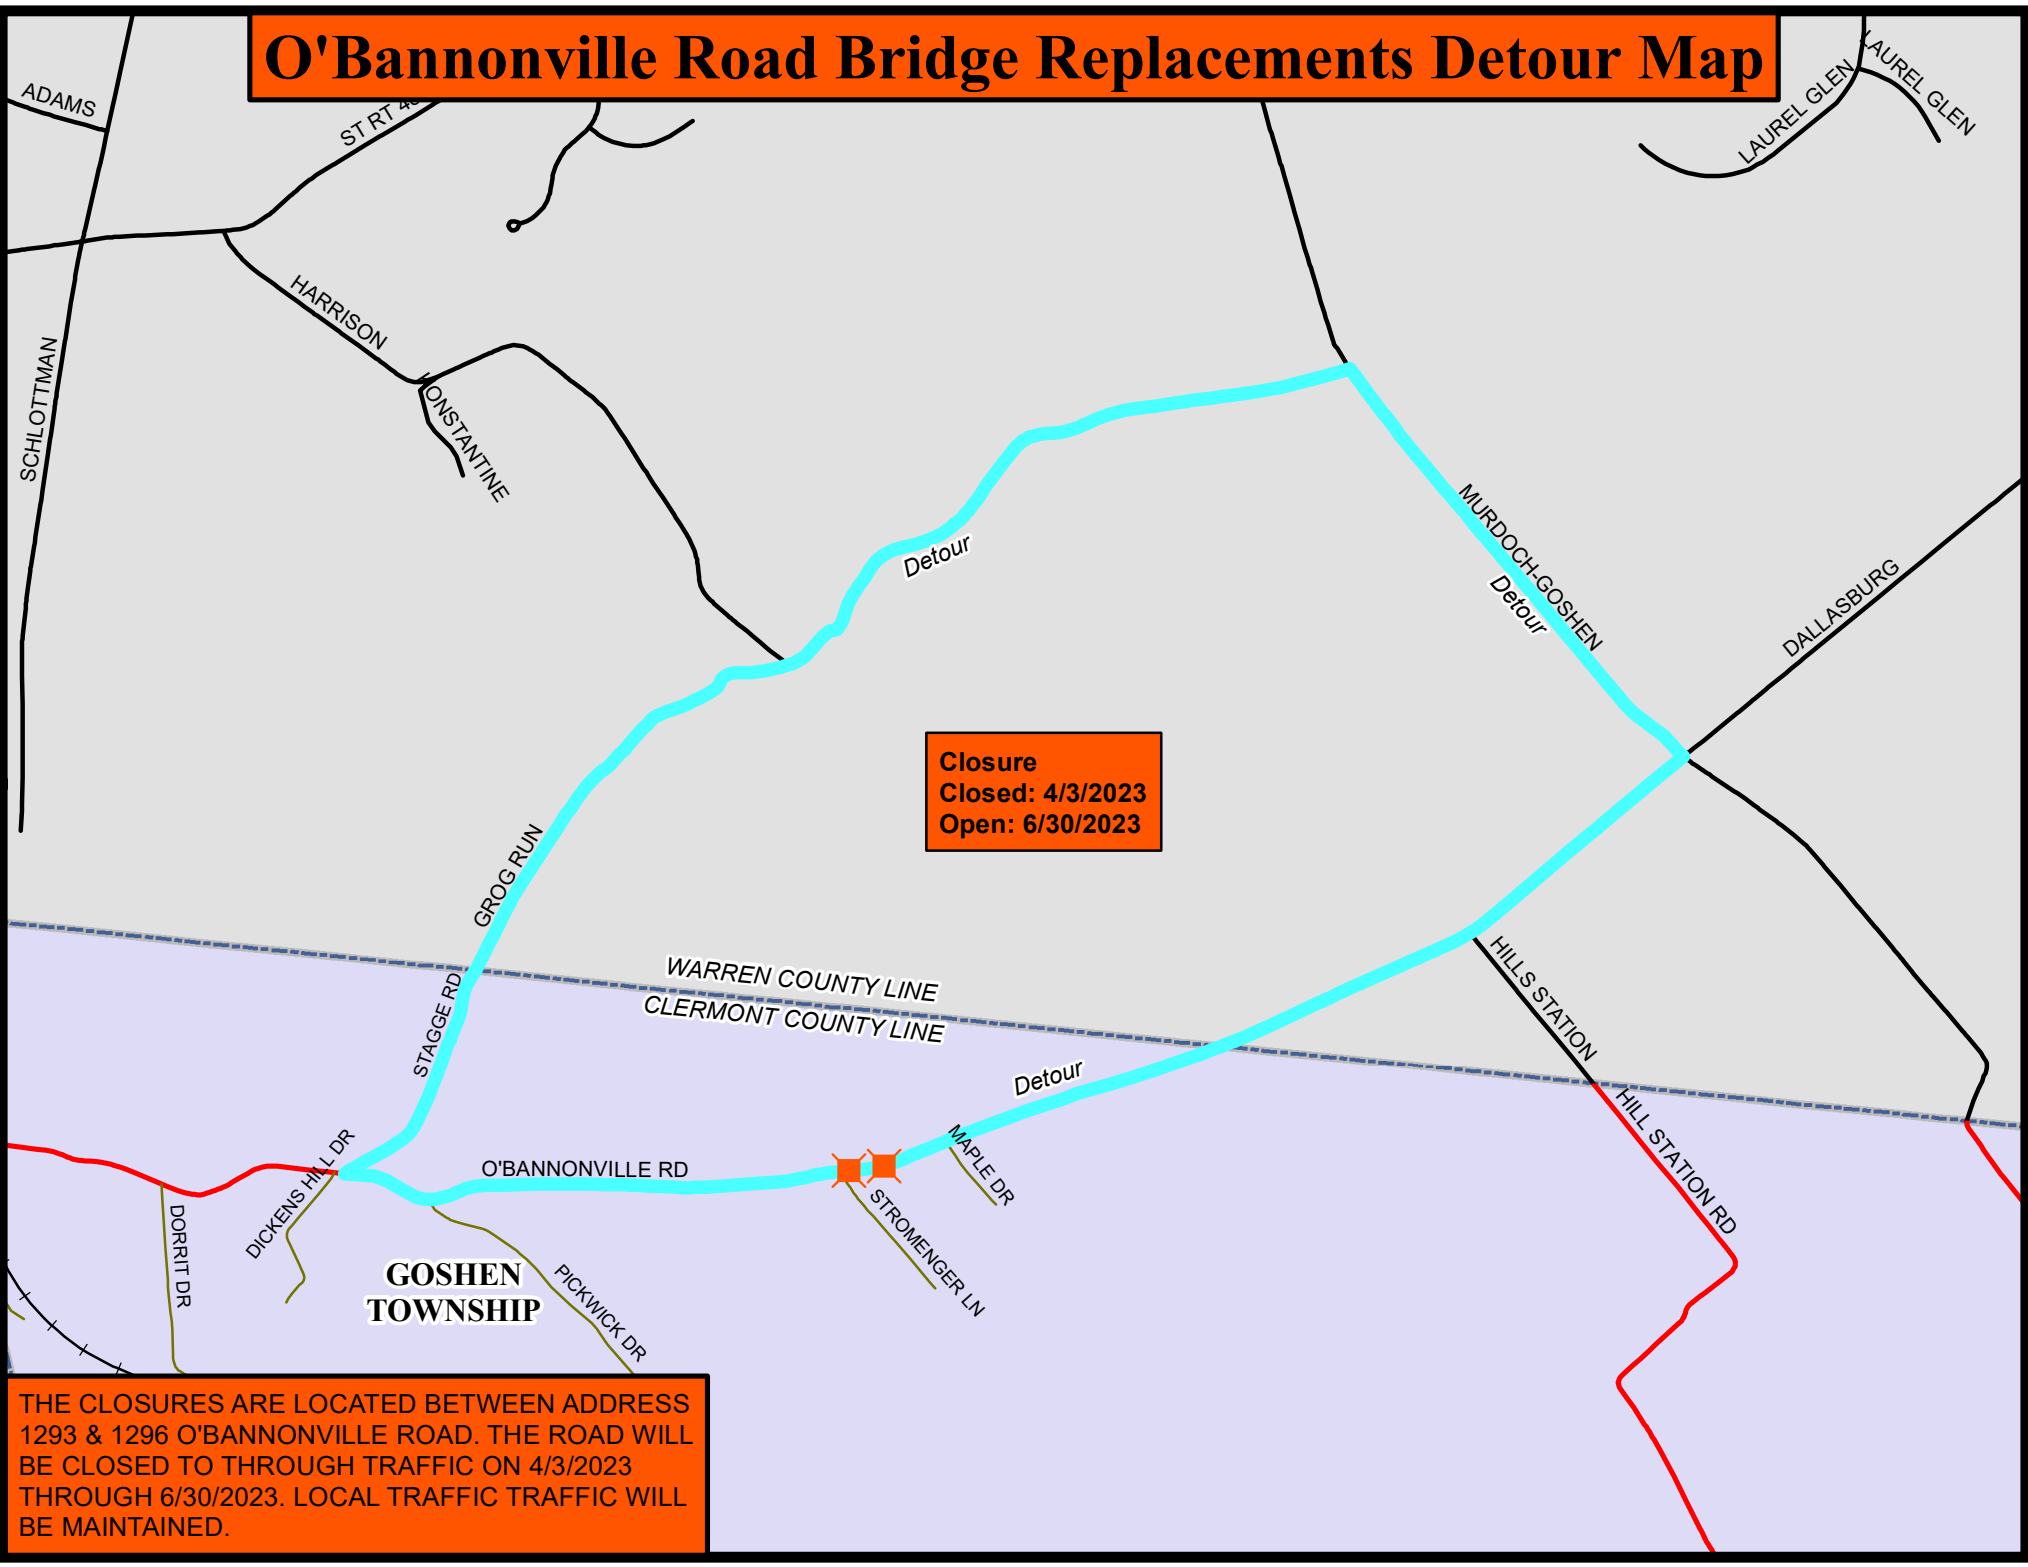 O'Bannonville Road Bridge Replacements Detour Map
ADAMS
ST RT
LAUREL GLEN
LAUREL GLEN
HARRISON
SCHLOTTMAN
KONSTANTINE
Detour
MURDOCH-GOSHEN
Detour
DALLASBURG
Closure
Closed: 4/3/2023
Open: 6/30/2023
GROG RUN
WARREN COUNTY LINE
CLERMONT COUNTY LINE
STAGGE RD
HILLS STATION
Detour
HILL STATION RD
DICKENS HILL DR
O'BANNONVILLE RD
MAPLE DR
STROMENGER LN
DORRIT DR
GOSHEN
TOWNSHIP
PICKWICK DR
THE CLOSURES ARE LOCATED BETWEEN ADDRESS
1293 & 1296 O'BANNONVILLE ROAD. THE ROAD WILL
BE CLOSED TO THROUGH TRAFFIC ON 4/3/2023
THROUGH 6/30/2023. LOCAL TRAFFIC TRAFFIC WILL
BE MAINTAINED.